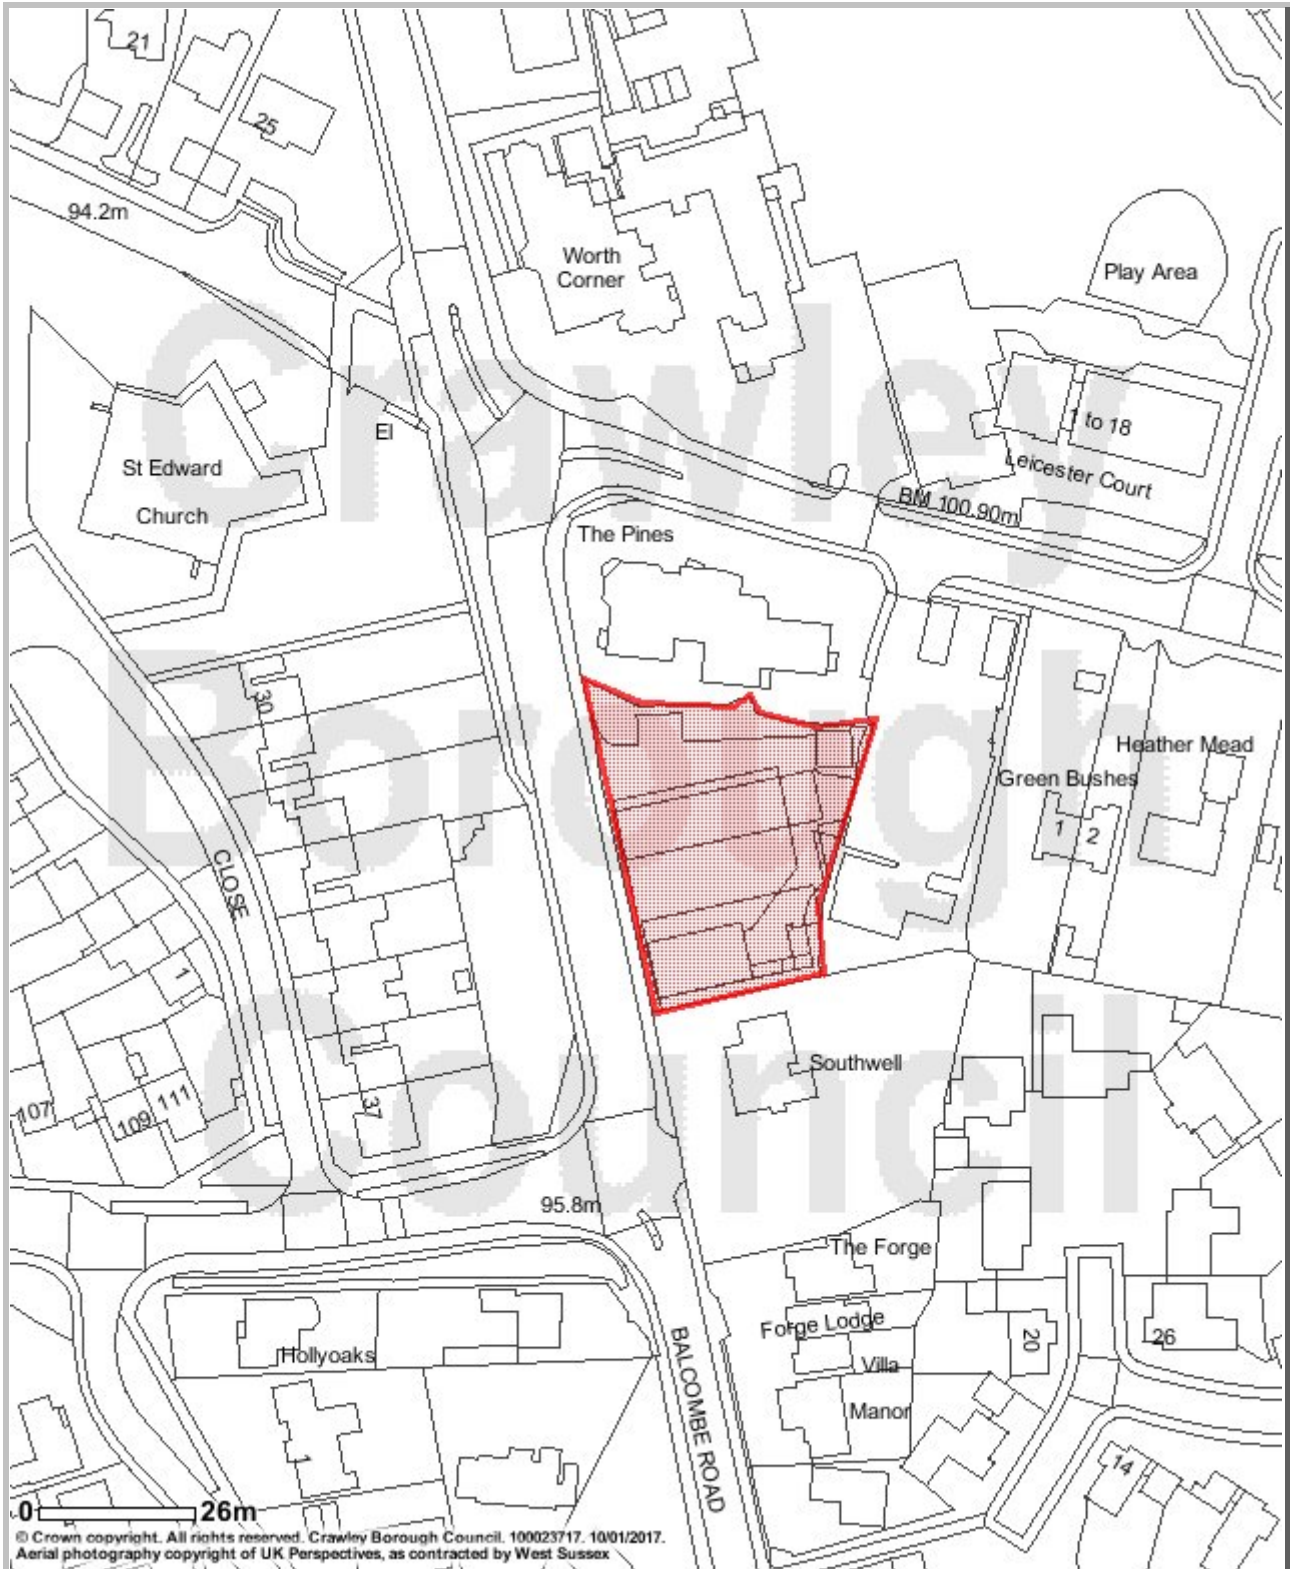 21
25
94.2m
Worth
Corner
Play Area
Crawley
1 to 18
El
St Edward
Church
Leicester Court
BM 100.90m
The Pines
30
Borough
Heather Mead
Green Bushes
1
2
CLOSE
1
Council
Southwell
107
109
111
37
95.8m
The Forge
Forge Lodge
20
26
Hollyoaks
Villa
BALCOMBE ROAD
Manor
1
14
0
26m
© Crown copyright. All rights reserved. Crawley Borough Council. 100023717. 10/01/2017.
Aerial photography copyright of UK Perspectives, as contracted by West Sussex